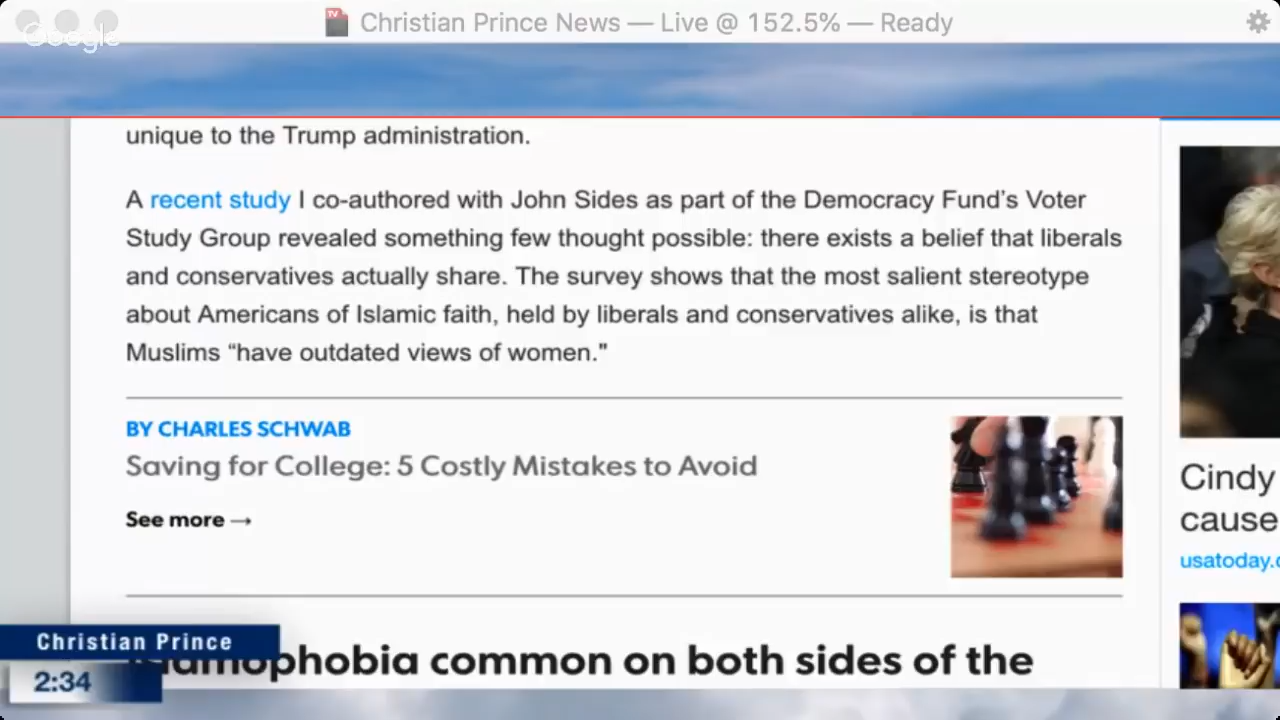 Christian Prince News — Live @ 152.5% — Ready
Google
unique to the Trump administration.
A recent study I co-authored with John Sides as part of the Democracy Fund’s Voter
Study Group revealed something few thought possible: there exists a belief that liberals
and conservatives actually share. The survey shows that the most salient stereotype
about Americans of Islamic faith, held by liberals and conservatives alike, is that
Muslims “have outdated views of women."
BY CHARLES SCHWAB
Saving for College: 5 Costly Mistakes to Avoid
See more →
Cindy
cause
usatoday.
Christian Prince
2:34
common on both sides of the